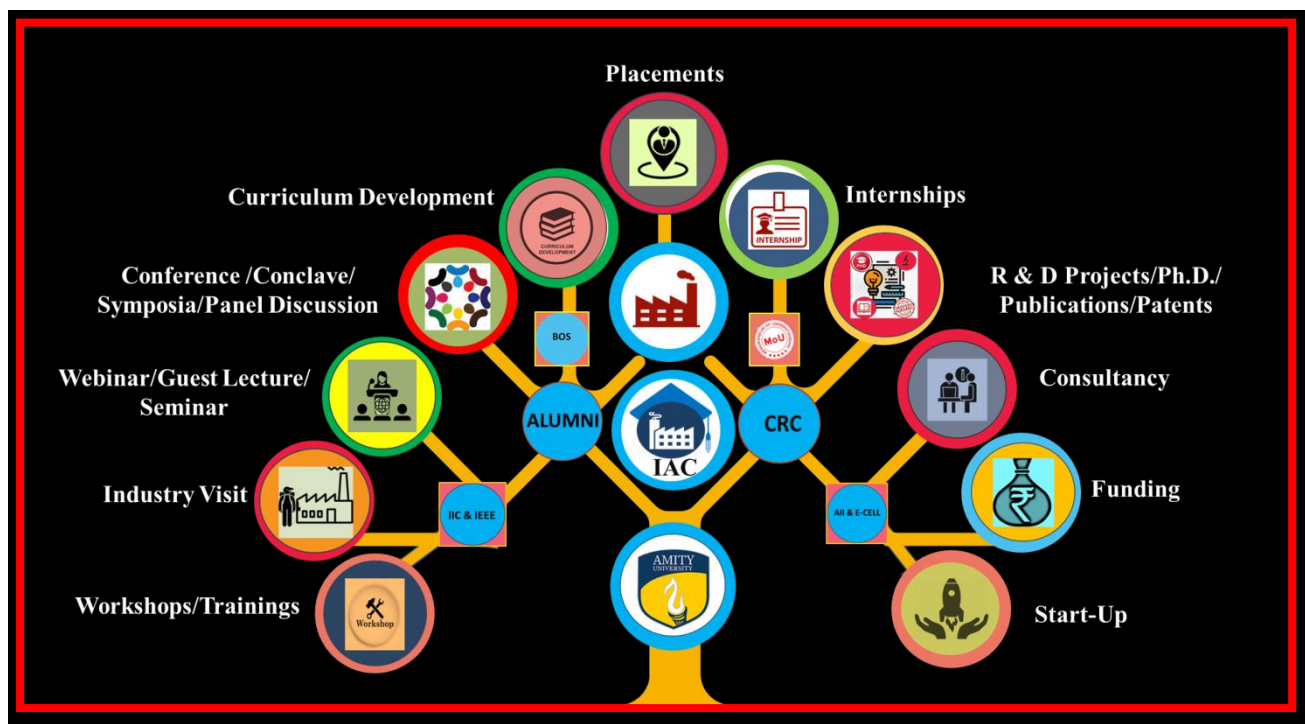 Placements
Curriculum Development
CURRICULUM
DEVELOPMENT
Internships
INTERNSHIP
Conference /Conclave/
Symposia/Panel Discussion
R & D Projects/Ph.D./
Publications/Patents
BOS
MoU
Webinar/Guest Lecture/
Seminar
Consultancy
ALUMNI
IAC
CRC
Industry Visit
IIC & IEEE
AII & E-CELL
Funding
AMITY
UNIVERSITY
Workshops/Trainings
Workshop
Start-Up